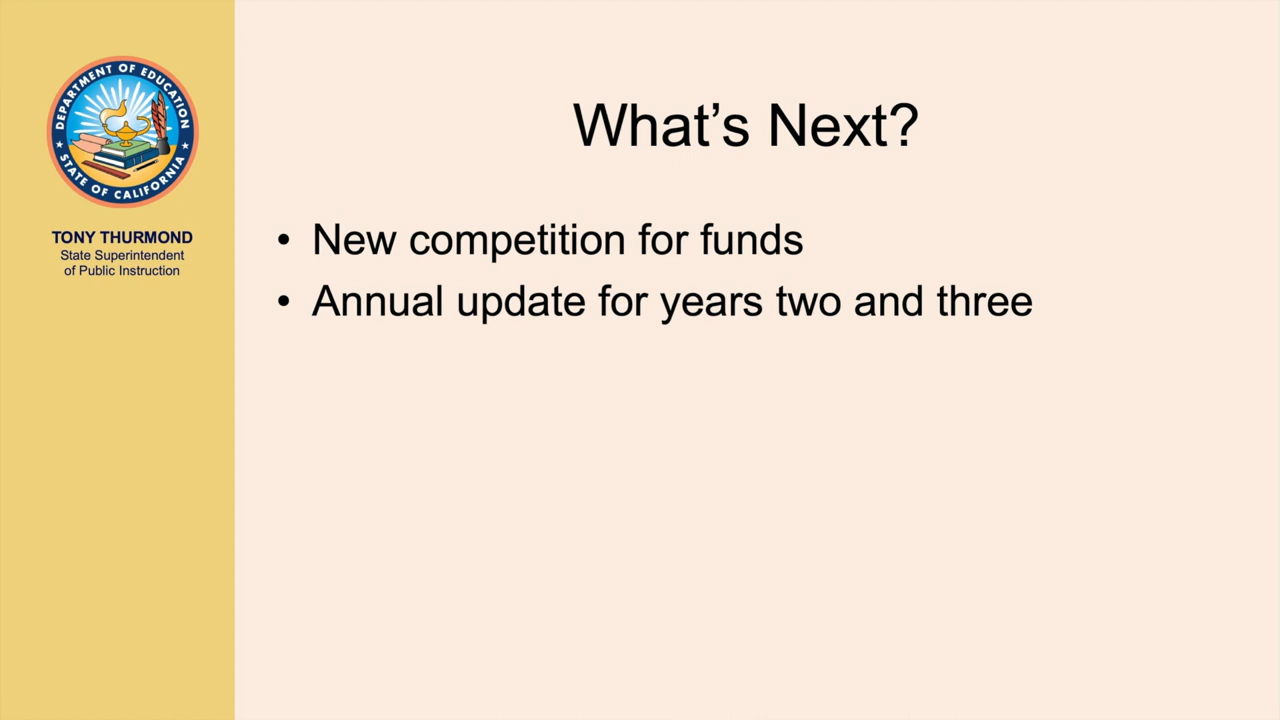 DEPARTMENT OF EDUCATION
STATE OF CALIFORNIA
TONY THURMOND
State Superintendent
of Public Instruction
What’s Next?
• New competition for funds
• Annual update for years two and three